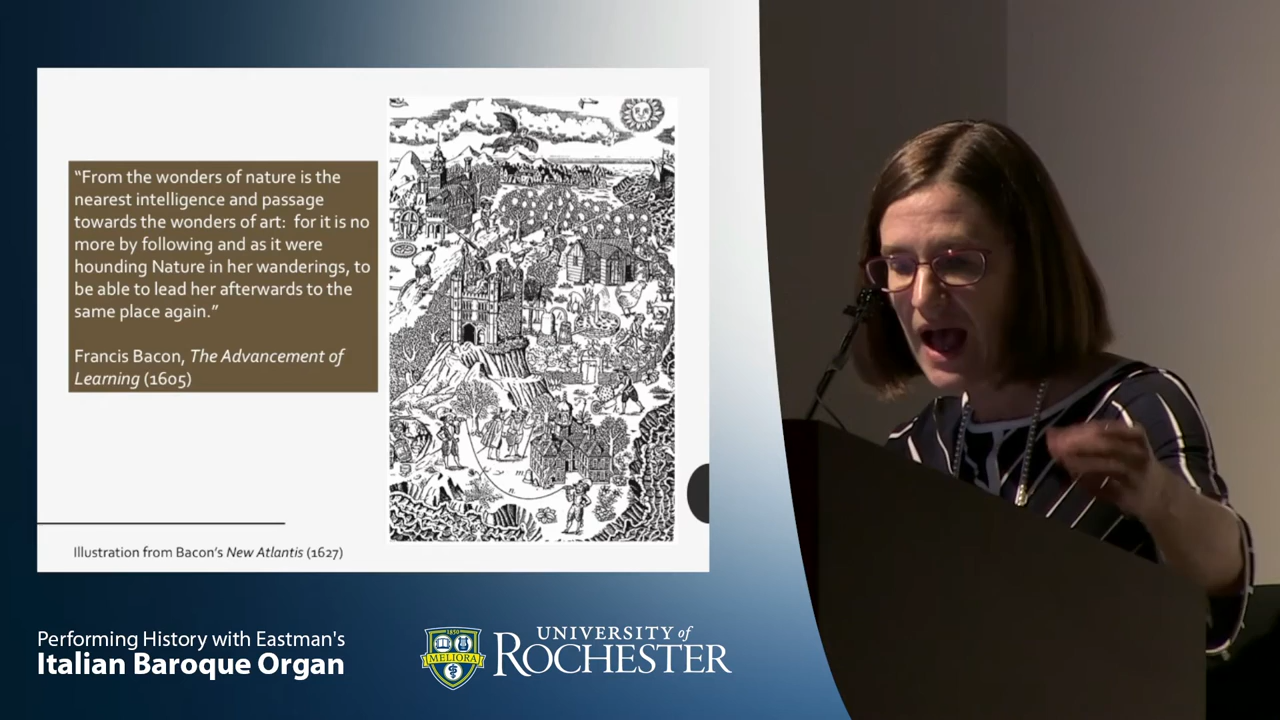 "From the wonders of nature is the
nearest intelligence and passage
towards the wonders of art: for it is no
more by following and as it were
hounding Nature in her wanderings, to
be able to lead her afterwards to the
same place again."
Francis Bacon, The Advancement of
Learning (1605)
Illustration from Bacon's New Atlantis (1627)
Performing History with Eastman's
Italian Baroque Organ
1850
MELIORA
UNIVERSITY of
ROCHESTER